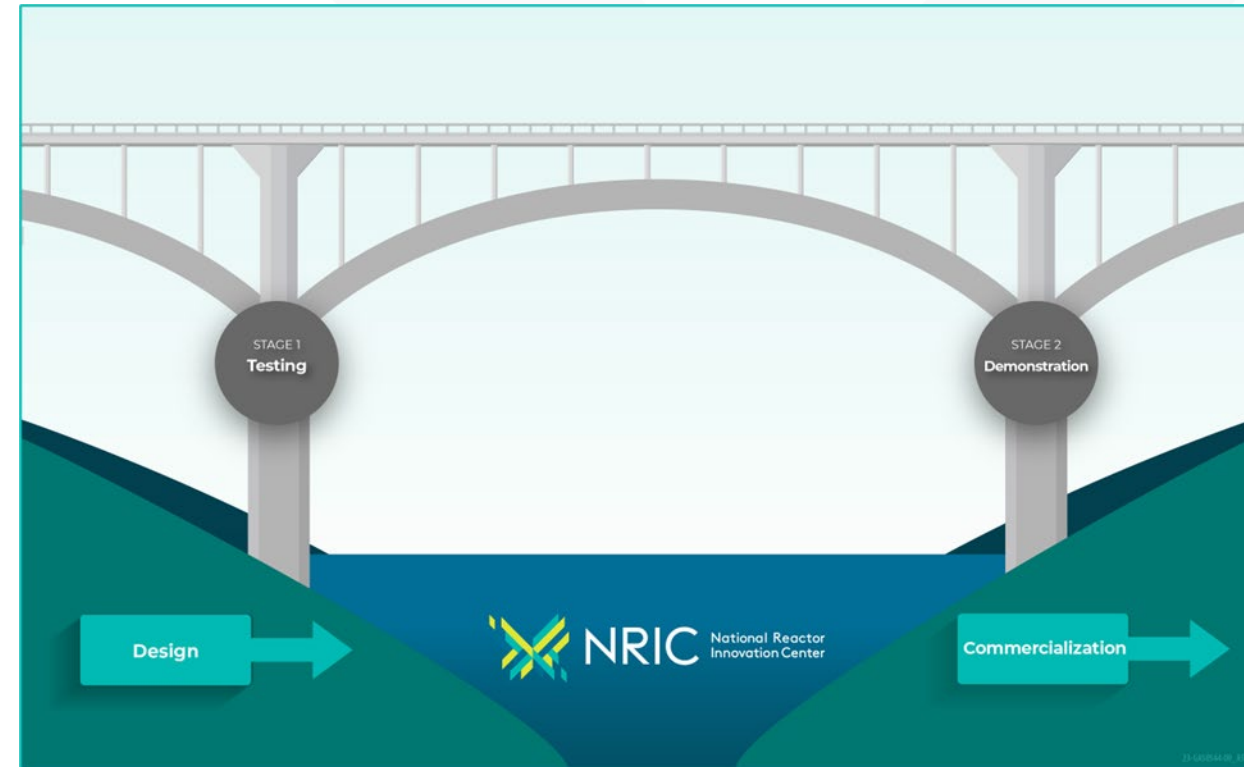 STAGE 1
Testing
STAGE 2
Demonstration
Design
NRIC National Reactor
Innovation Center
Commercialization